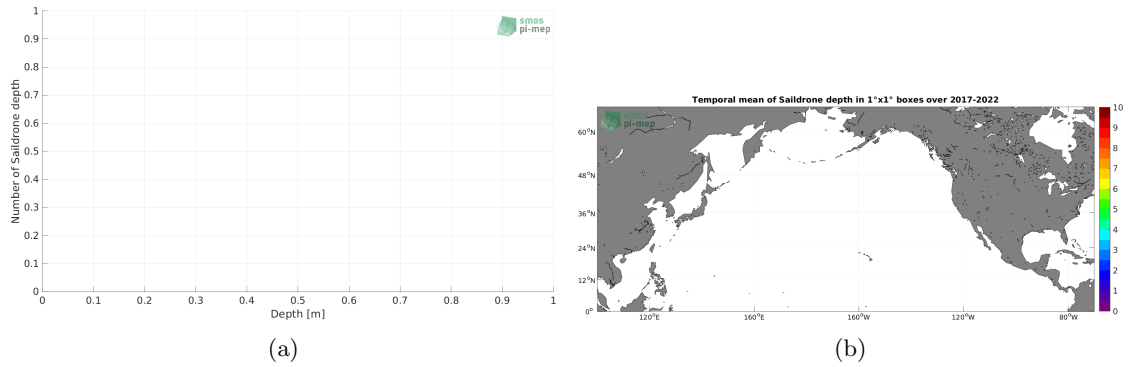 1
0.9
0.8
0.7
0.6
0.5
0.4
0.3
0.2
0.1
0
Number of Saildrone depth
0 0.1 0.2 0.3 0.4 0.5 0.6 0.7 0.8 0.9 1
Depth [m]
smos
pi-mep
(a)
Temporal mean of Saildrone depth in 1°x1° boxes over 2017-2022
smos
pi-mep
60°N
48°N
36°N
24°N
12°N
0°
120°E 160°E 160°W 120°W 80°W
10
9
8
7
6
5
4
3
2
1
0
(b)